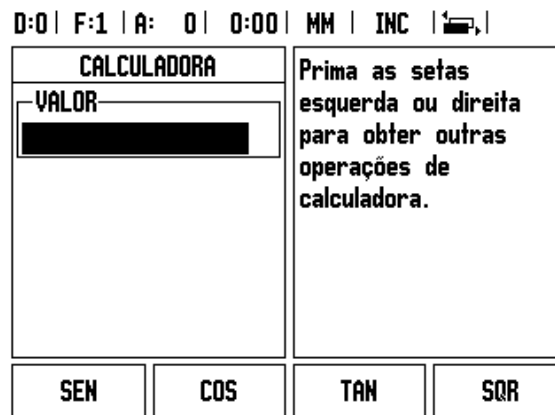 D:0 | F:1 | A: 0 | 0:00 | MM | INC
CALCULADORA
VALOR
Prima as setas
esquerda ou direita
para obter outras
operações de
calculadora.
SEN
COS
TAN
SQR